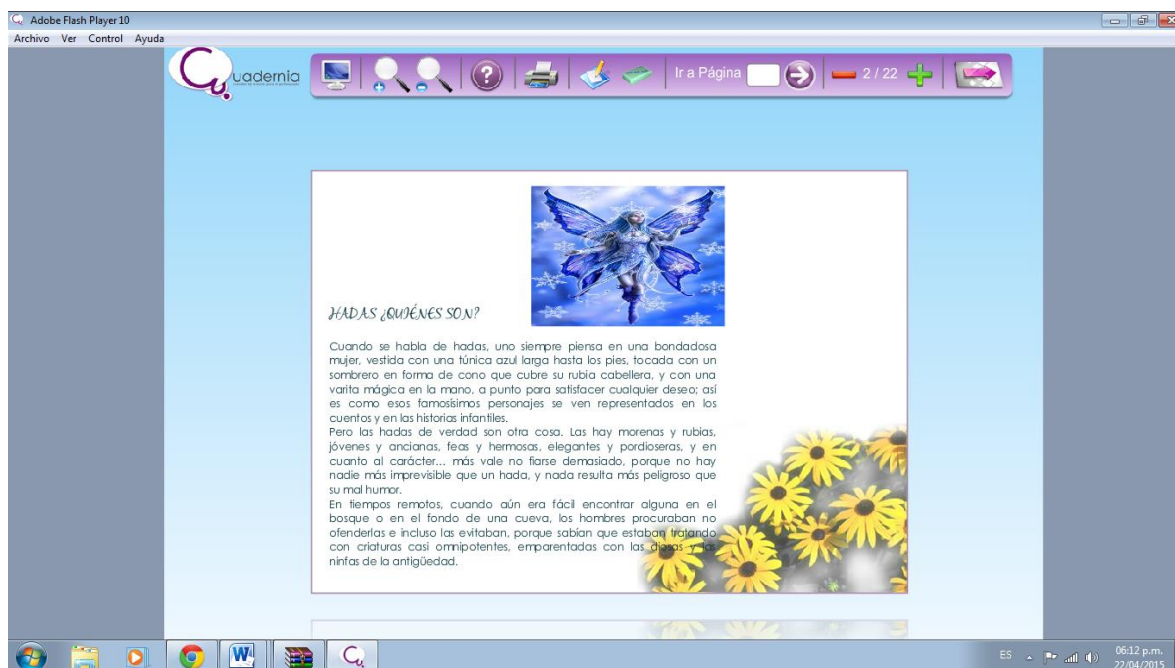 Adobe Flash Player 10
Archivo Ver Control Ayuda
Cuadernia
Ir a Página
2 / 22
HADAS ¿QUIÉNES SON?
Cuando se habla de hadas, uno siempre piensa en una bondadosa
mujer, vestida con una túnica azul larga hasta los pies, tocada con un
sombrero en forma de cono que cubre su rubia cabellera, y con una
varita mágica en la mano, a punto para satisfacer cualquier deseo; así
es como esos famosísimos personajes se ven representados en los
cuentos y en las historias infantiles.
Pero las hadas de verdad son otra cosa. Las hay morenas y rubias,
jóvenes y ancianas, feas y hermosas, elegantes y pordioseras, y en
cuanto al carácter... más vale no fiarse demasiado, porque no hay
nadie más imprevisible que un hada, y nada resulta más peligroso que
su mal humor.
En tiempos remotos, cuando aún era fácil encontrar alguna en el
bosque o en el fondo de una cueva, los hombres procuraban no
ofenderlas e incluso las evitaban, porque sabían que estaban tratando
con criaturas casi omnipotentes, emparentadas con las diosas y las
ninfas de la antigüedad.
ES
06:12 p.m.
22/04/2015